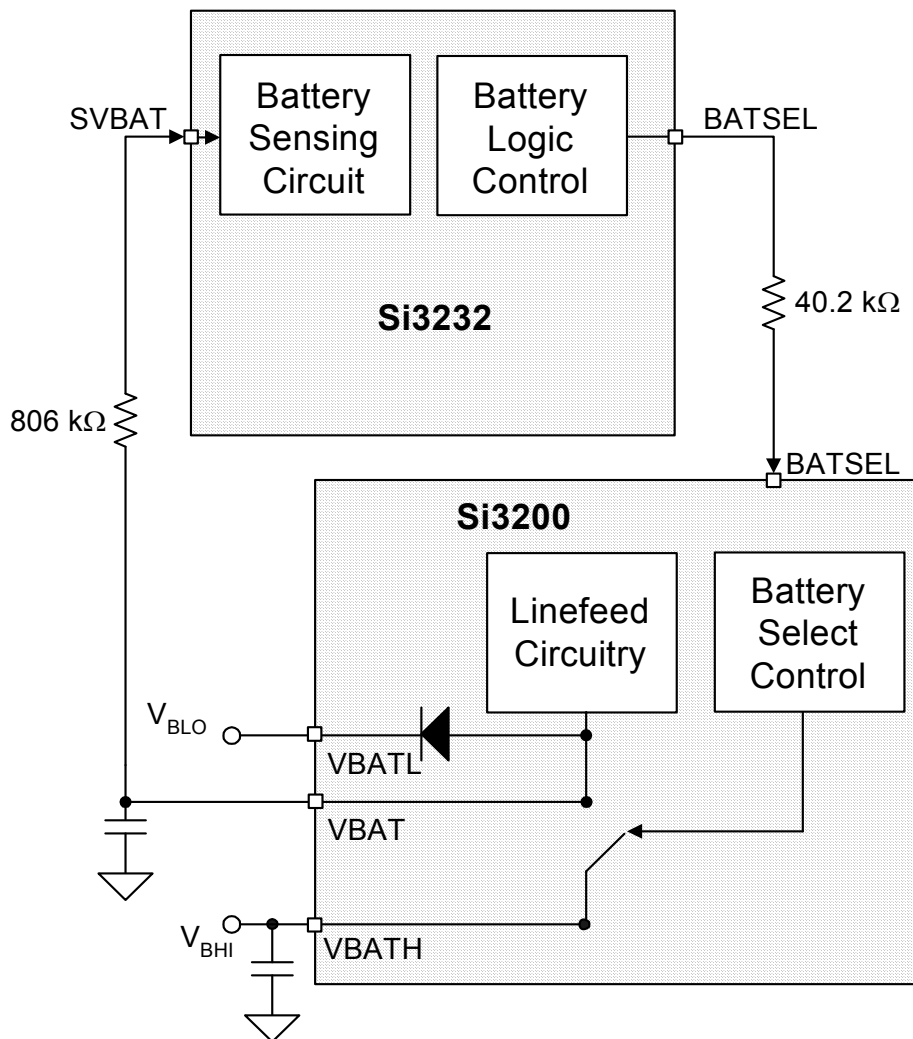 Battery
Sensing
Circuit
Battery
Logic
Control
SVBAT
BATSEL
Si3232
40.2 kΩ
806 kΩ
BATSEL
Si3200
Linefeed
Circuitry
Battery
Select
Control
VBLO
VBATL
VBAT
VBHI
VBATH